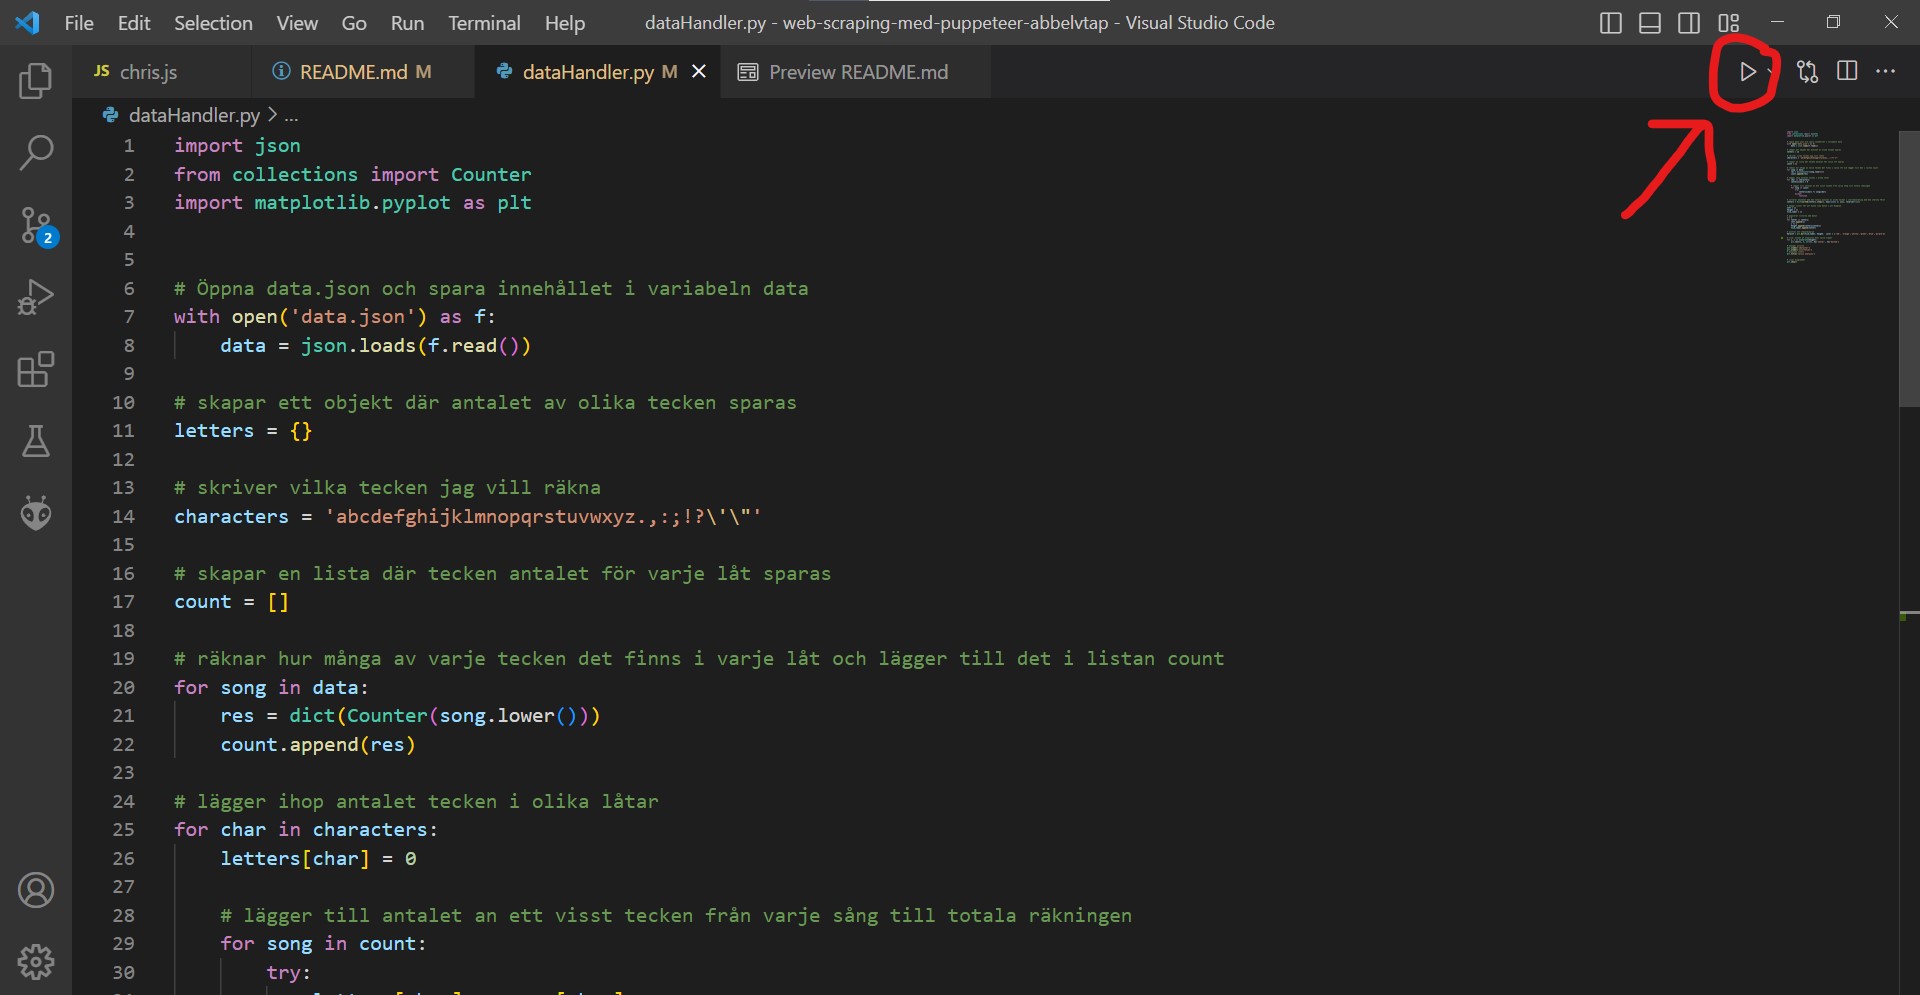 File Edit Selection View Go Run Terminal Help dataHandler.py - web-scraping-med-puppeteer-abbelvtap - Visual Studio Code
JS chris.js README.md M dataHandler.py M Preview README.md
dataHandler.py > ...
1 import json
2 from collections import Counter
3 import matplotlib.pyplot as plt
4
5
6 # Öppna data.json och spara innehållet i variabeln data
7 with open('data.json') as f:
8 data = json.loads(f.read())
9
10 # skapar ett objekt där antalet av olika tecken sparas
11 letters = {}
12
13 # skriver vilka tecken jag vill räkna
14 characters = 'abcdefghijklmnopqrstuvwxyz.,:;!?\'\"'
15
16 # skapar en lista där tecken antalet för varje låt sparas
17 count = []
18
19 # räknar hur många av varje tecken det finns i varje låt och lägger till det i listan count
20 for song in data:
21 res = dict(Counter(song.lower()))
22 count.append(res)
23
24 # lägger ihop antalet tecken i olika låtar
25 for char in characters:
26 letters[char] = 0
27
28 # lägger till antalet an ett visst tecken från varje sång till totala räkningen
29 for song in count:
30 try:
2